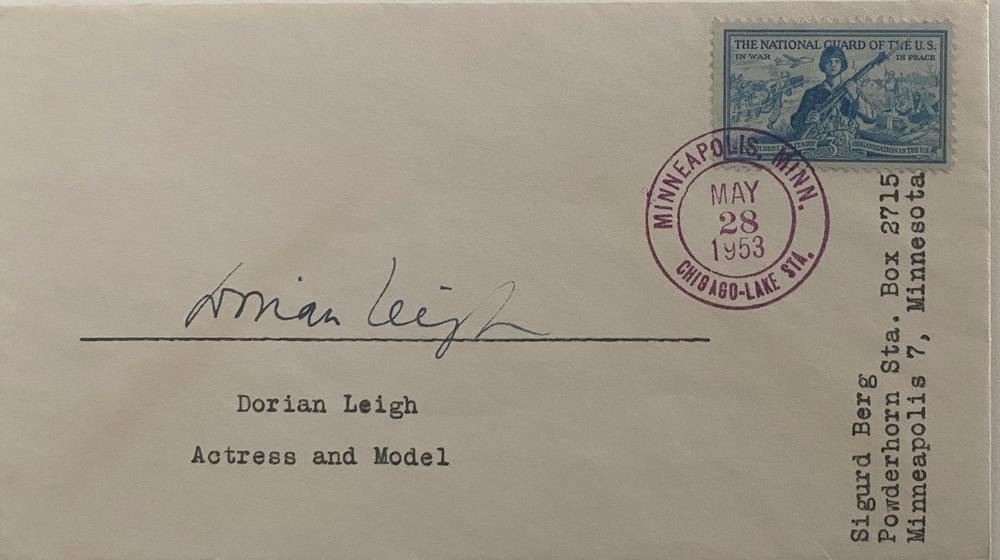 THE NATIONAL GUARD OF THE U.S.
IN WAR
IN PEACE
OLDEST MILITARY
3¢
ORGANIZATION IN THE U.S.
MINNEAPOLIS, MINN.
MAY
28
1953
CHICAGO-LAKE STA.
Dorian Leigh
Dorian Leigh
Actress and Model
Sigurd Berg
Powderhorn Sta. Box 2715
Minneapolis 7, Minnesota